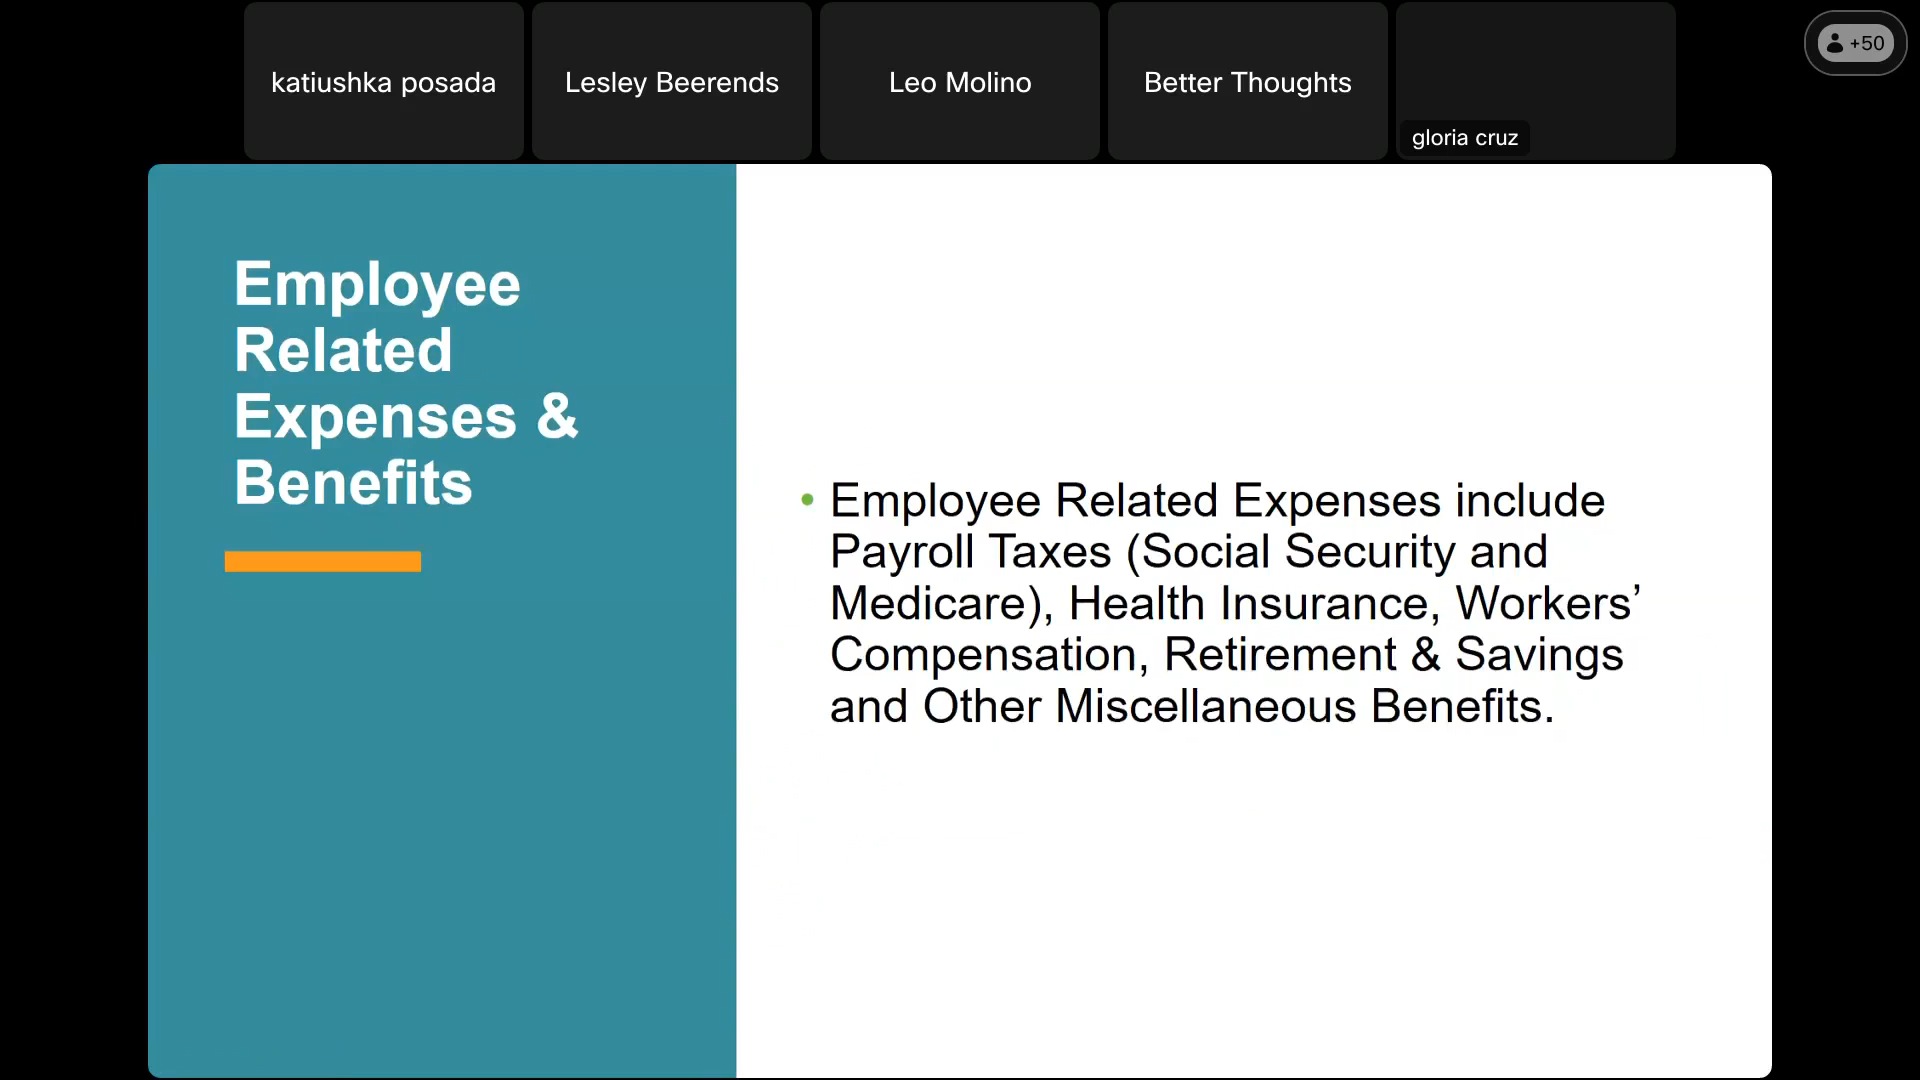 katiushka posada
Lesley Beerends
Leo Molino
Better Thoughts
gloria cruz
+50
Employee
Related
Expenses &
Benefits
• Employee Related Expenses include
Payroll Taxes (Social Security and
Medicare), Health Insurance, Workers’
Compensation, Retirement & Savings
and Other Miscellaneous Benefits.